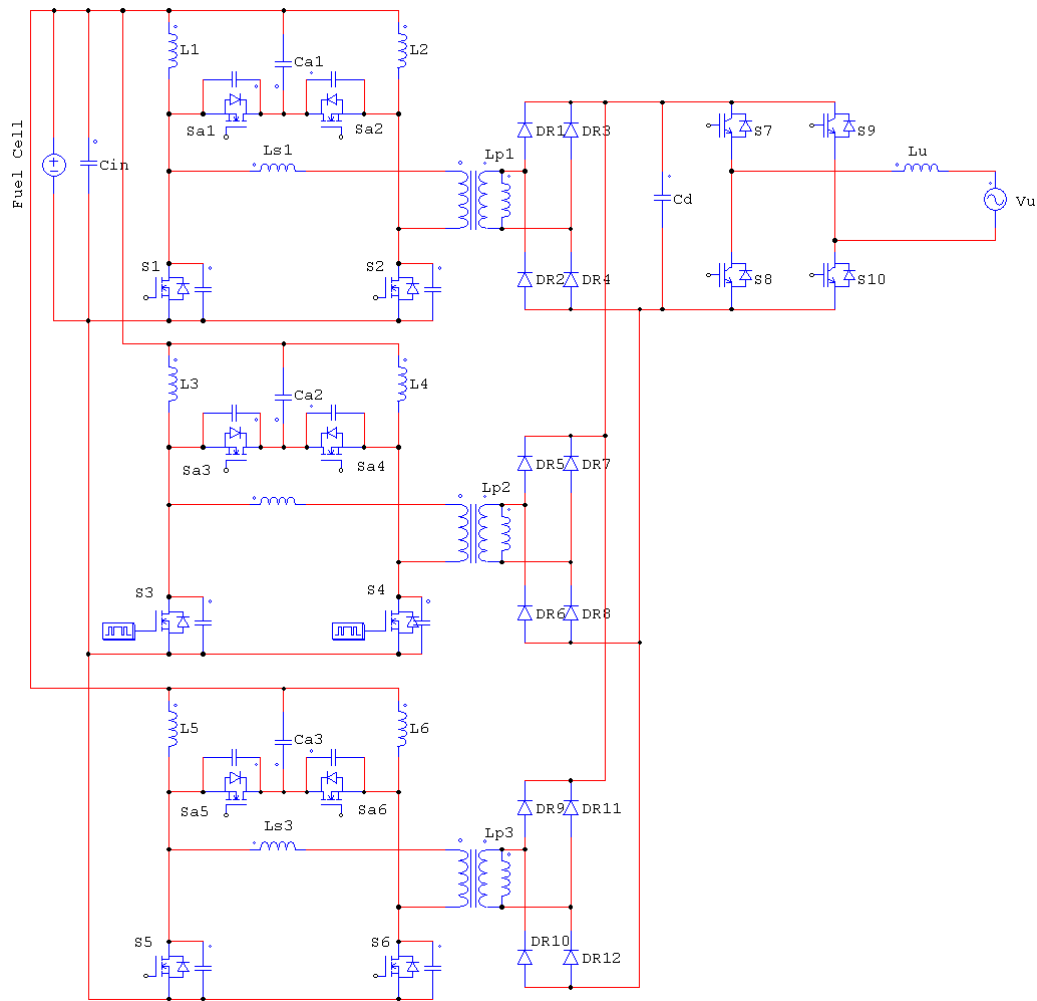 L1
Ca1
L2
Sa1
Sa2
Fuel Cell
Cin
Ls1
Lp1
DR1
DR3
S7
S9
Lu
Cd
Vu
S1
S2
DR2
DR4
S8
S10
L3
Ca2
L4
Sa3
Sa4
Lp2
DR5
DR7
S3
S4
DR6
DR8
L5
Ca3
L6
Sa5
Sa6
Ls3
Lp3
DR9
DR11
S5
S6
DR10
DR12